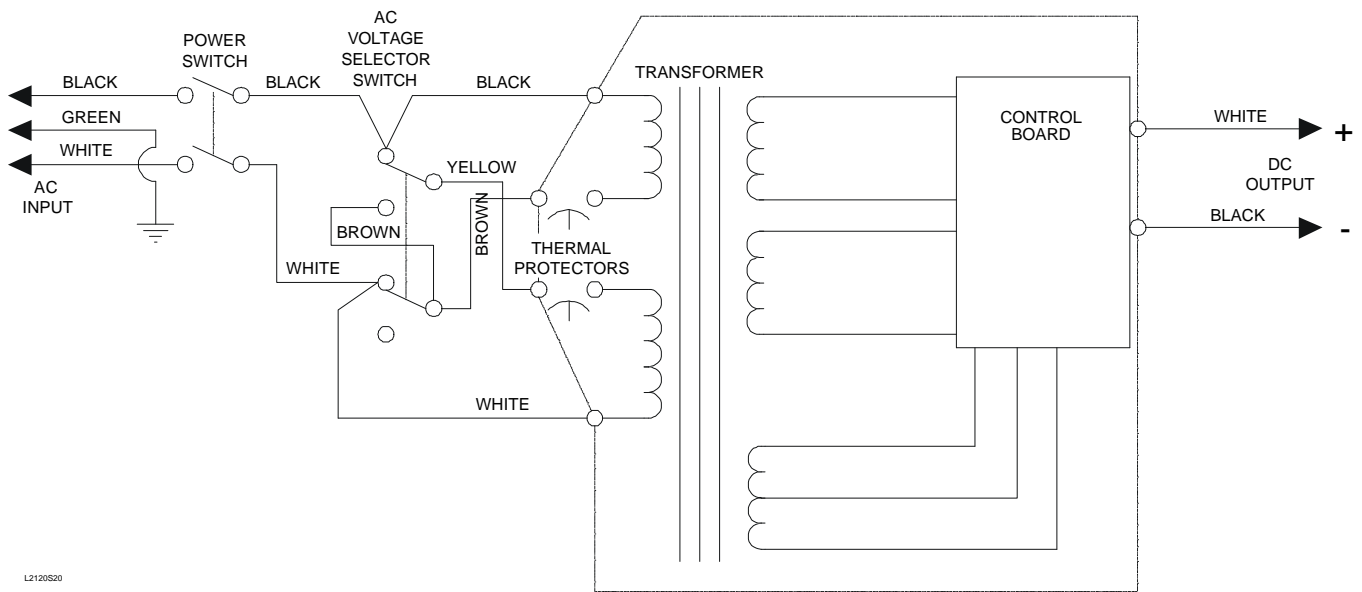 AC
VOLTAGE
SELECTOR
SWITCH
POWER
SWITCH
BLACK
BLACK
BLACK
TRANSFORMER
GREEN
WHITE
AC
INPUT
YELLOW
BROWN
BROWN
WHITE
THERMAL
PROTECTORS
WHITE
CONTROL
BOARD
WHITE
+
DC
OUTPUT
BLACK
-
L2120S20